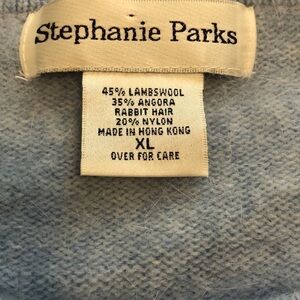 Stephanie Parks
45% LAMBSWOOL
35% ANGORA
RABBIT HAIR
20% NYLON
MADE IN HONG KONG
XL
OVER FOR CARE